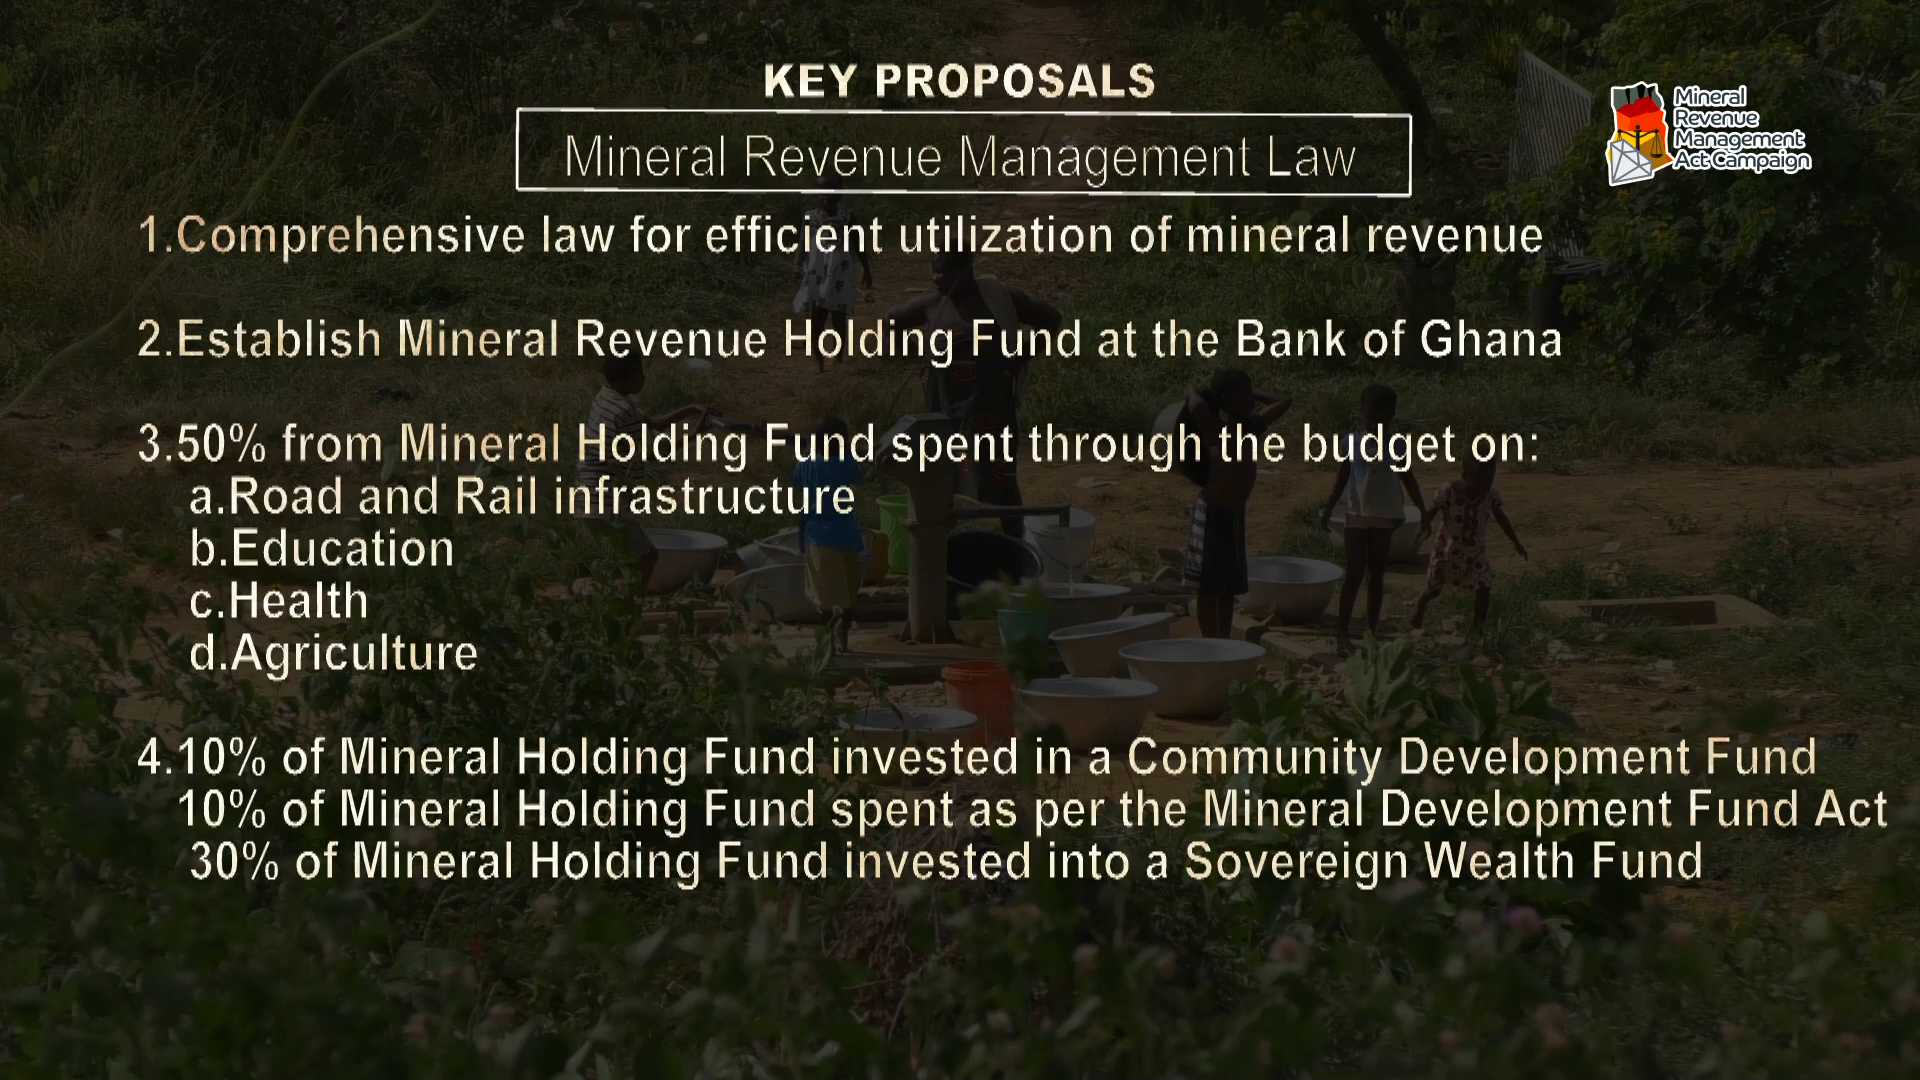 KEY PROPOSALS
Mineral Revenue Management Law
Mineral
Revenue
Management
Act Campaign
1.Comprehensive law for efficient utilization of mineral revenue
2.Establish Mineral Revenue Holding Fund at the Bank of Ghana
3.50% from Mineral Holding Fund spent through the budget on:
a.Road and Rail infrastructure
b.Education
c.Health
d.Agriculture
4.10% of Mineral Holding Fund invested in a Community Development Fund
10% of Mineral Holding Fund spent as per the Mineral Development Fund Act
30% of Mineral Holding Fund invested into a Sovereign Wealth Fund